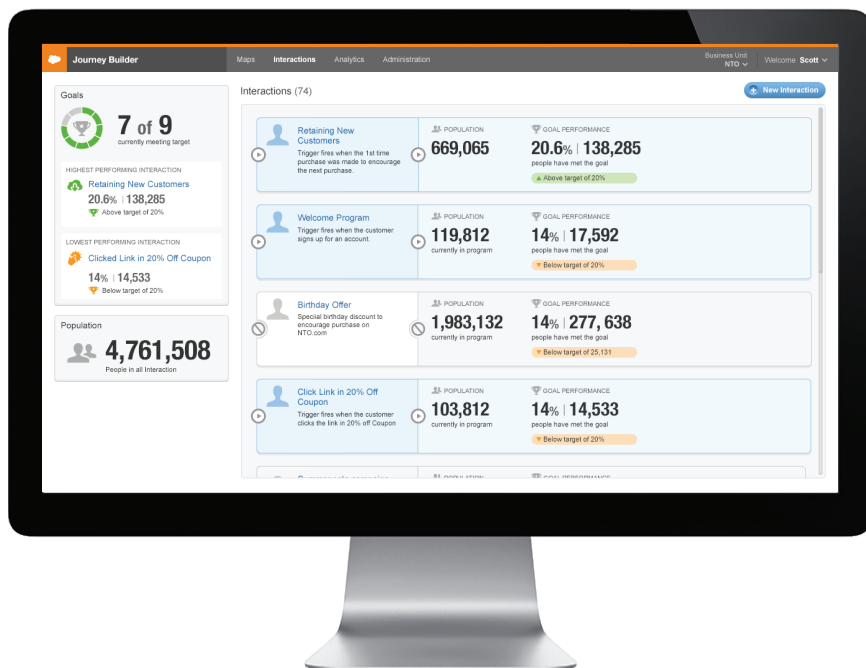 Journey Builder
Maps Interactions Analytics Administration
Business Unit
NTO
Welcome Scott
Goals
7 of 9
currently meeting target
HIGHEST PERFORMING INTERACTION
Retaining New Customers
20.6% | 138,285
Above target of 20%
LOWEST PERFORMING INTERACTION
Clicked Link in 20% Off Coupon
14% | 14,533
Below target of 20%
Population
4,761,508
People in all Interaction
Interactions (74)
New Interaction
Retaining New
Customers
Trigger fires when the 1st time
purchase was made to encourage
the next purchase.
POPULATION
669,065
GOAL PERFORMANCE
20.6% | 138,285
people have met the goal
Above target of 20%
Welcome Program
Trigger fires when the customer
signs up for an account.
POPULATION
119,812
currently in program
GOAL PERFORMANCE
14% | 17,592
people have met the goal
Below target of 20%
Birthday Offer
Special birthday discount to
encourage purchase on
NTO.com
POPULATION
1,983,132
currently in program
GOAL PERFORMANCE
14% | 277, 638
people have met the goal
Below target of 25,131
Click Link in 20% Off
Coupon
Trigger fires when the customer
clicks the link in 20% off Coupon
POPULATION
103,812
currently in program
GOAL PERFORMANCE
14% | 14,533
people have met the goal
Below target of 20%
POPULATION
GOAL PERFORMANCE